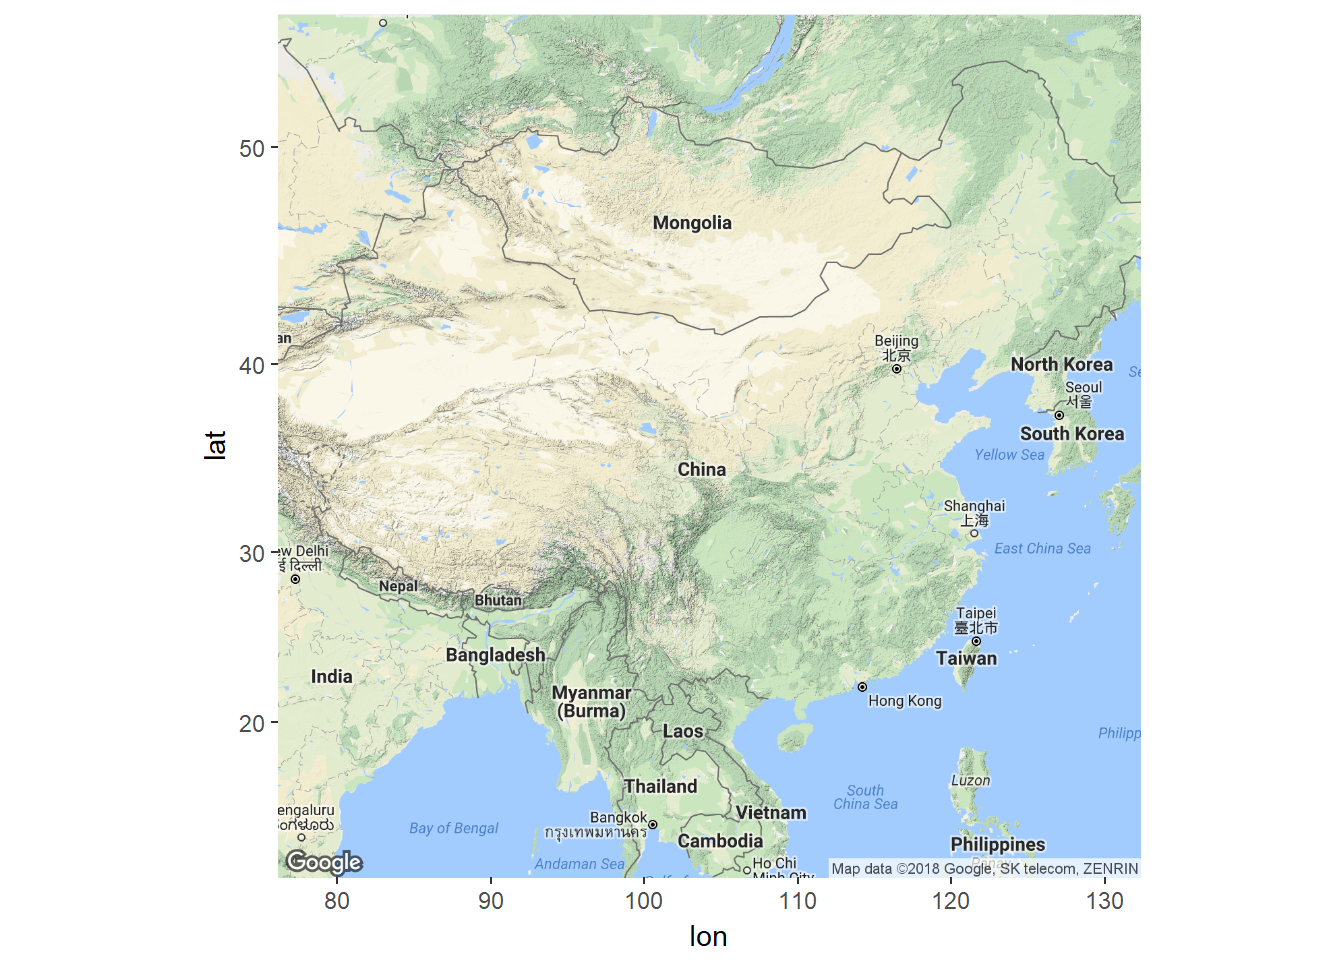 50
Mongolia
Beijing
北京
an
40
North Korea
Se
Seoul
서울
South Korea
Yellow Sea
China
Shanghai
上海
30
ew Delhi
ई दिल्ली
East China Sea
Nepal
Bhutan
Taipei
臺北市
Taiwan
Bangladesh
India
Myanmar
(Burma)
Hong Kong
20
Laos
Philipp
Luzon
Thailand
South
China Sea
engaluru
Vietnam
Bangkok
กรุงเทพมหานคร
Bay of Bengal
Cambodia
Philippines
Andaman Sea
Ho Chi
Minh City
Google
Map data ©2018 Google, SK telecom, ZENRIN
80
90
100
110
120
130
lon
lat